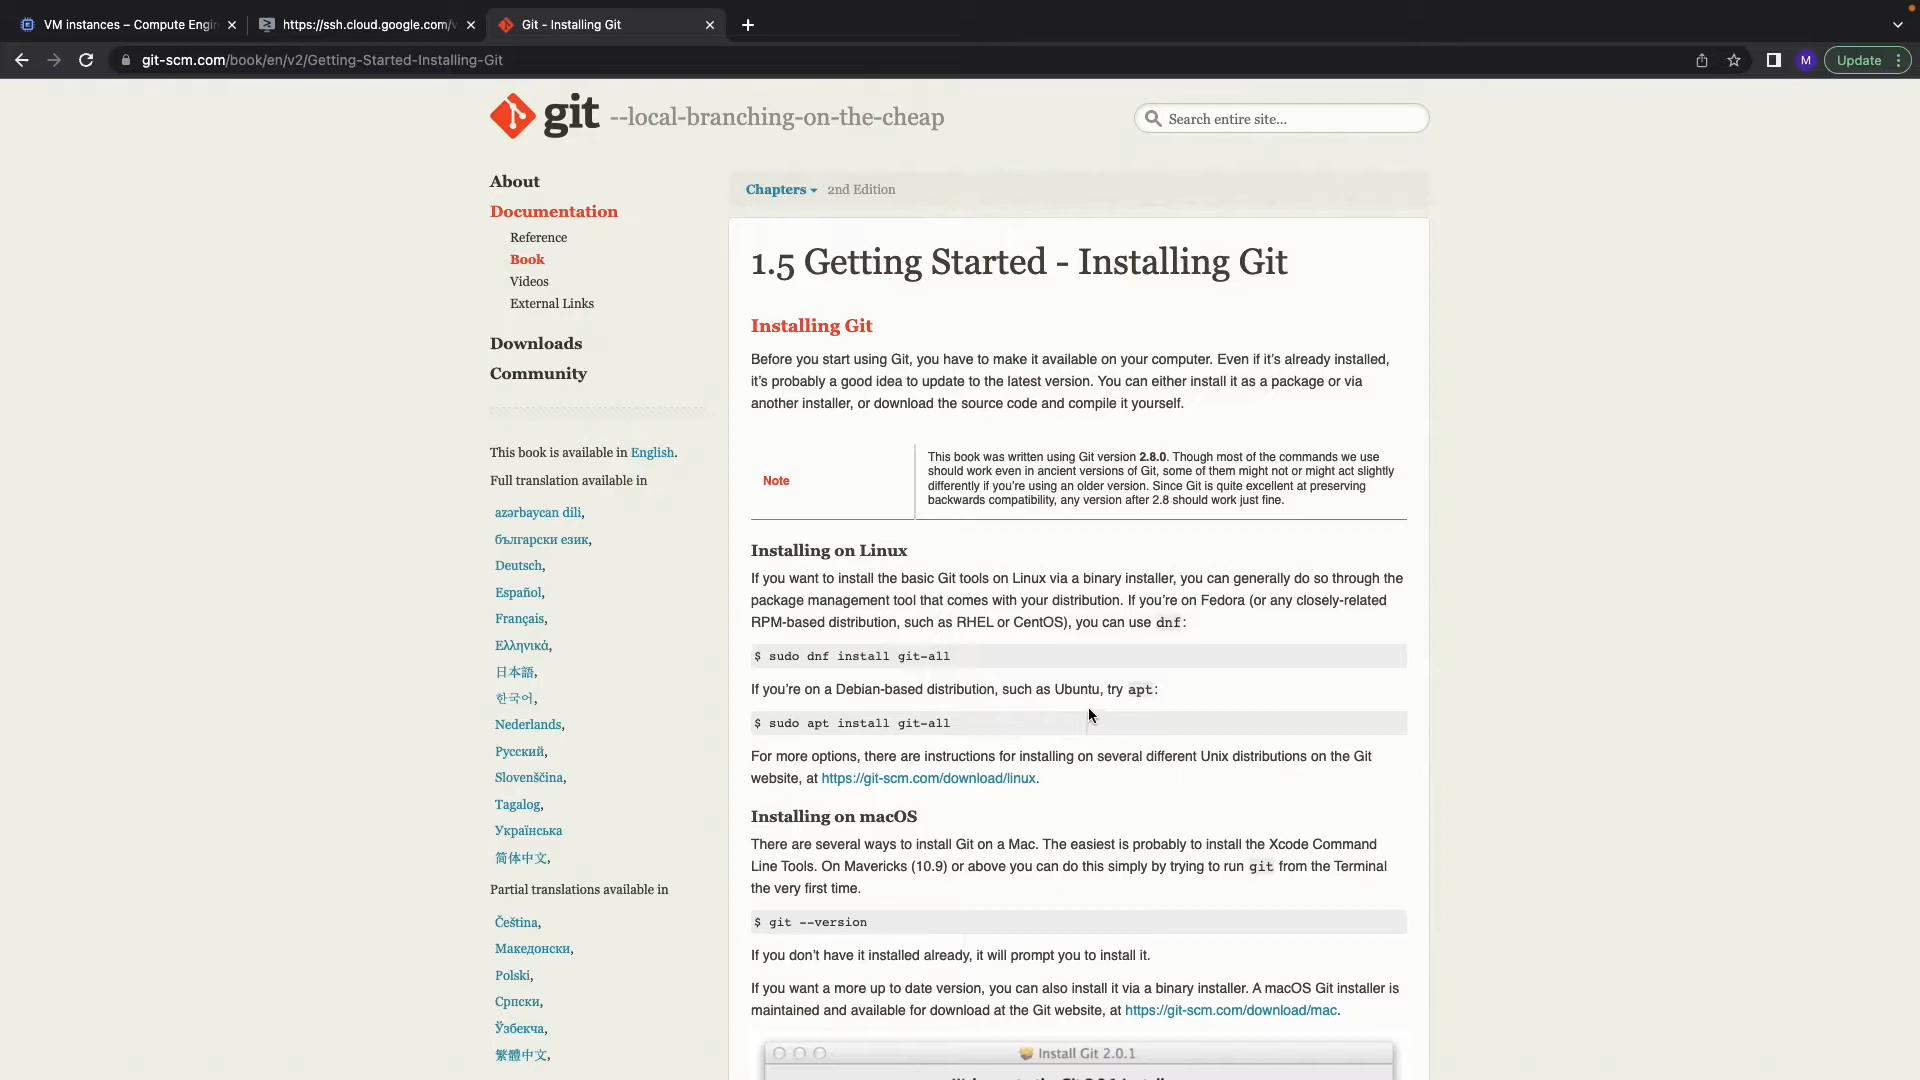 VM instances – Compute Engin
https://ssh.cloud.google.com/v
Git - Installing Git
git-scm.com/book/en/v2/Getting-Started-Installing-Git
M
Update
git --local-branching-on-the-cheap
Search entire site...
About
Documentation
Reference
Book
Videos
External Links
Downloads
Community
This book is available in English.
Full translation available in
azərbaycan dili,
български език,
Deutsch,
Español,
Français,
Ελληνικά,
日本語,
한국어,
Nederlands,
Русский,
Slovenščina,
Tagalog,
Українська
简体中文,
Partial translations available in
Čeština,
Македонски,
Polski,
Српски,
Ўзбекча,
繁體中文,
Chapters 2nd Edition
1.5 Getting Started - Installing Git
Installing Git
Before you start using Git, you have to make it available on your computer. Even if it’s already installed,
it’s probably a good idea to update to the latest version. You can either install it as a package or via
another installer, or download the source code and compile it yourself.
Note
This book was written using Git version 2.8.0. Though most of the commands we use
should work even in ancient versions of Git, some of them might not or might act slightly
differently if you’re using an older version. Since Git is quite excellent at preserving
backwards compatibility, any version after 2.8 should work just fine.
Installing on Linux
If you want to install the basic Git tools on Linux via a binary installer, you can generally do so through the
package management tool that comes with your distribution. If you’re on Fedora (or any closely-related
RPM-based distribution, such as RHEL or CentOS), you can use dnf:
$ sudo dnf install git-all
If you’re on a Debian-based distribution, such as Ubuntu, try apt:
$ sudo apt install git-all
For more options, there are instructions for installing on several different Unix distributions on the Git
website, at https://git-scm.com/download/linux.
Installing on macOS
There are several ways to install Git on a Mac. The easiest is probably to install the Xcode Command
Line Tools. On Mavericks (10.9) or above you can do this simply by trying to run git from the Terminal
the very first time.
$ git --version
If you don’t have it installed already, it will prompt you to install it.
If you want a more up to date version, you can also install it via a binary installer. A macOS Git installer is
maintained and available for download at the Git website, at https://git-scm.com/download/mac.
Install Git 2.0.1